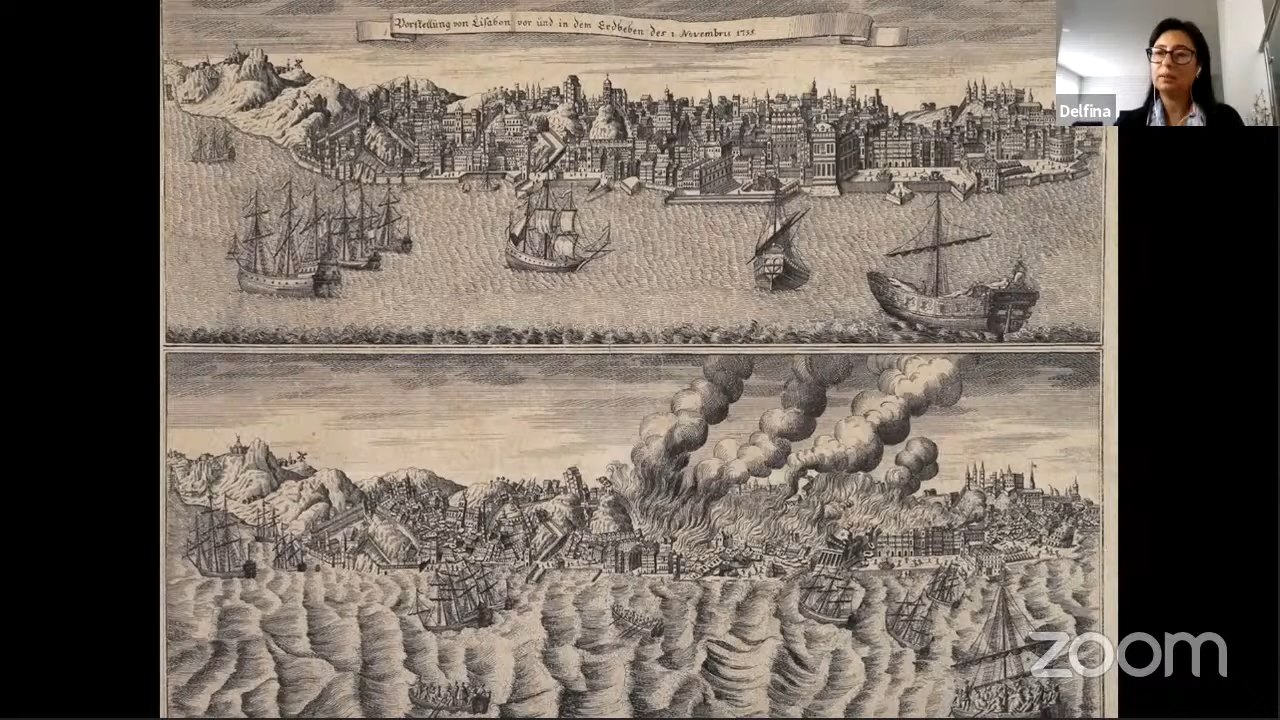 Vorstellung von Lisabon vor und in dem Erdbeben des 1. Novembris 1755.
Delfina
zoom